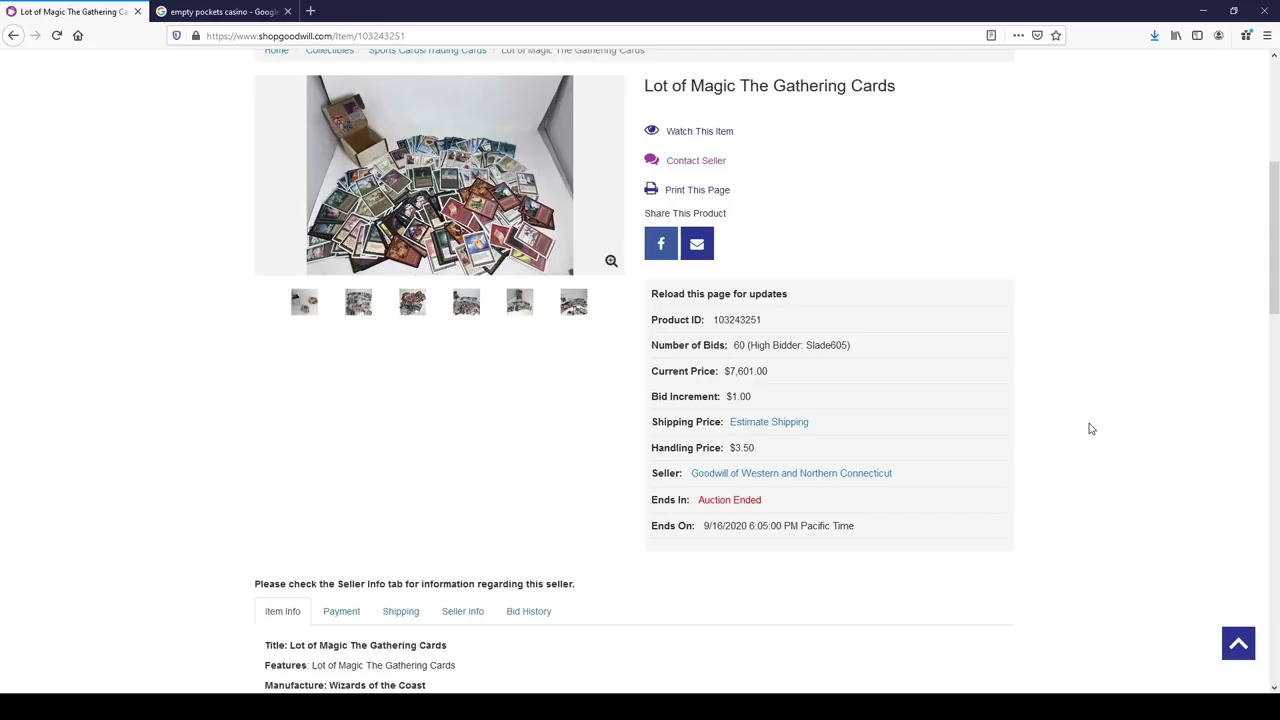 Lot of Magic The Gathering Ca
empty pockets casino - Google
https://www.shopgoodwill.com/Item/103243251
Home Collectibles Sports Cards/Trading Cards Lot of Magic The Gathering Cards
Lot of Magic The Gathering Cards
Watch This Item
Contact Seller
Print This Page
Share This Product
Reload this page for updates
Product ID: 103243251
Number of Bids: 60 (High Bidder: Slade605)
Current Price: $7,601.00
Bid Increment: $1.00
Shipping Price: Estimate Shipping
Handling Price: $3.50
Seller: Goodwill of Western and Northern Connecticut
Ends In: Auction Ended
Ends On: 9/16/2020 6:05:00 PM Pacific Time
Please check the Seller Info tab for information regarding this seller.
Item Info Payment Shipping Seller Info Bid History
Title: Lot of Magic The Gathering Cards
Features: Lot of Magic The Gathering Cards
Manufacture: Wizards of the Coast